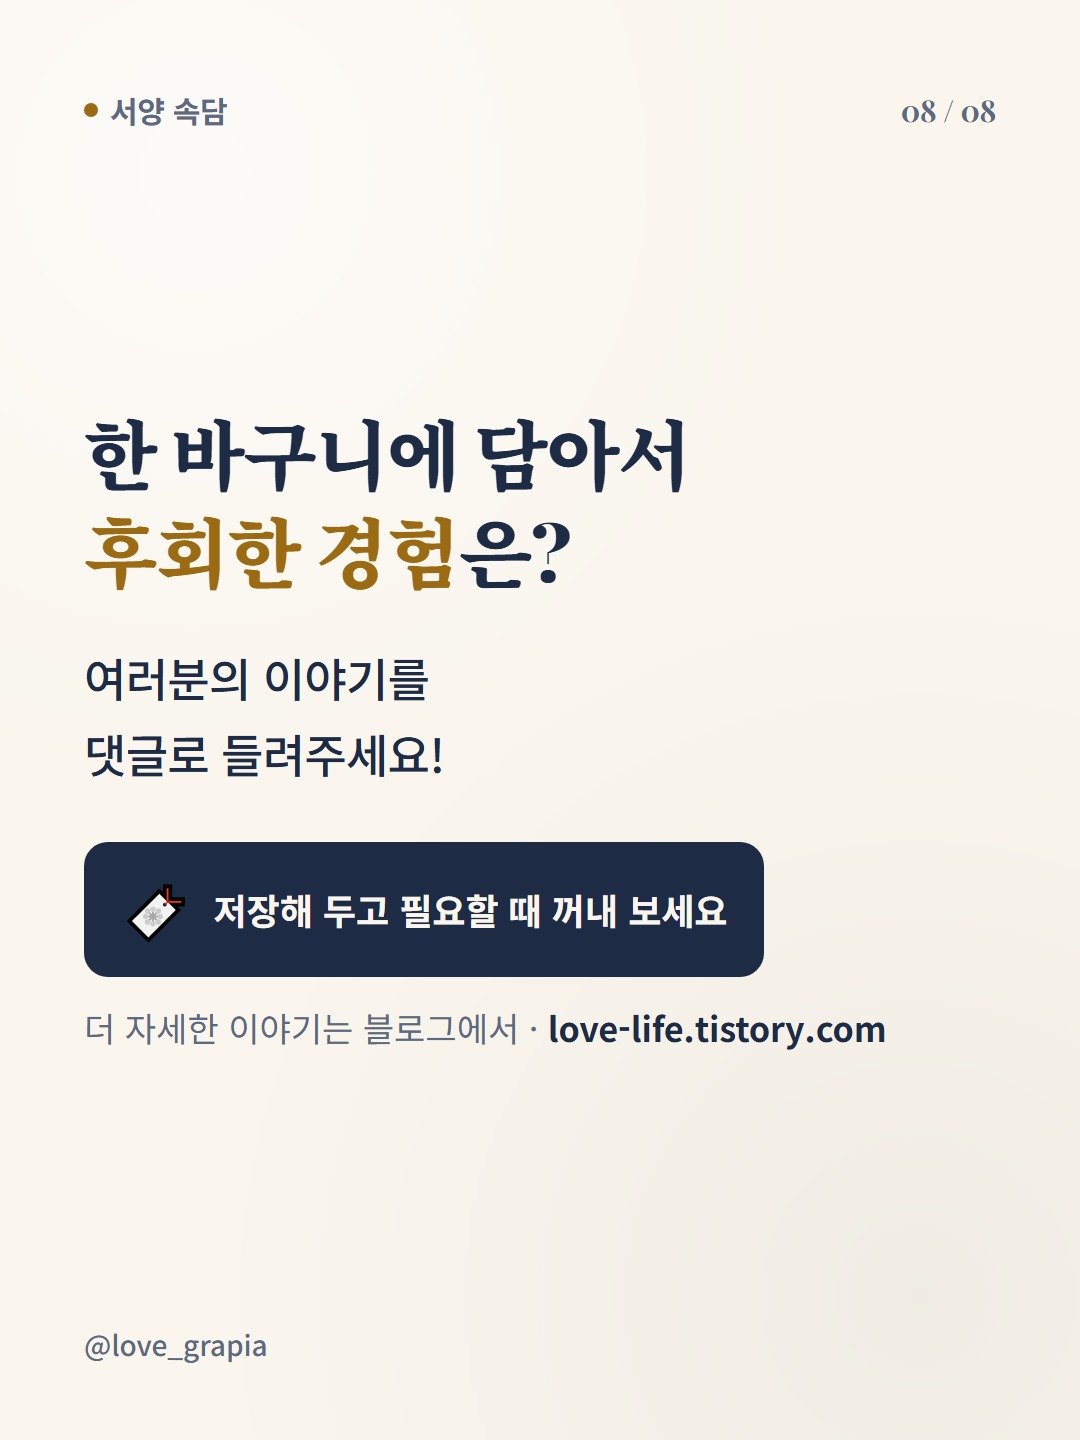 서양 속담
08 / 08
한 바구니에 담아서
후회한 경험은?
여러분의 이야기를
댓글로 들려주세요!
저장해 두고 필요할 때 꺼내 보세요
더 자세한 이야기는 블로그에서 · love-life.tistory.com
@love_grapia